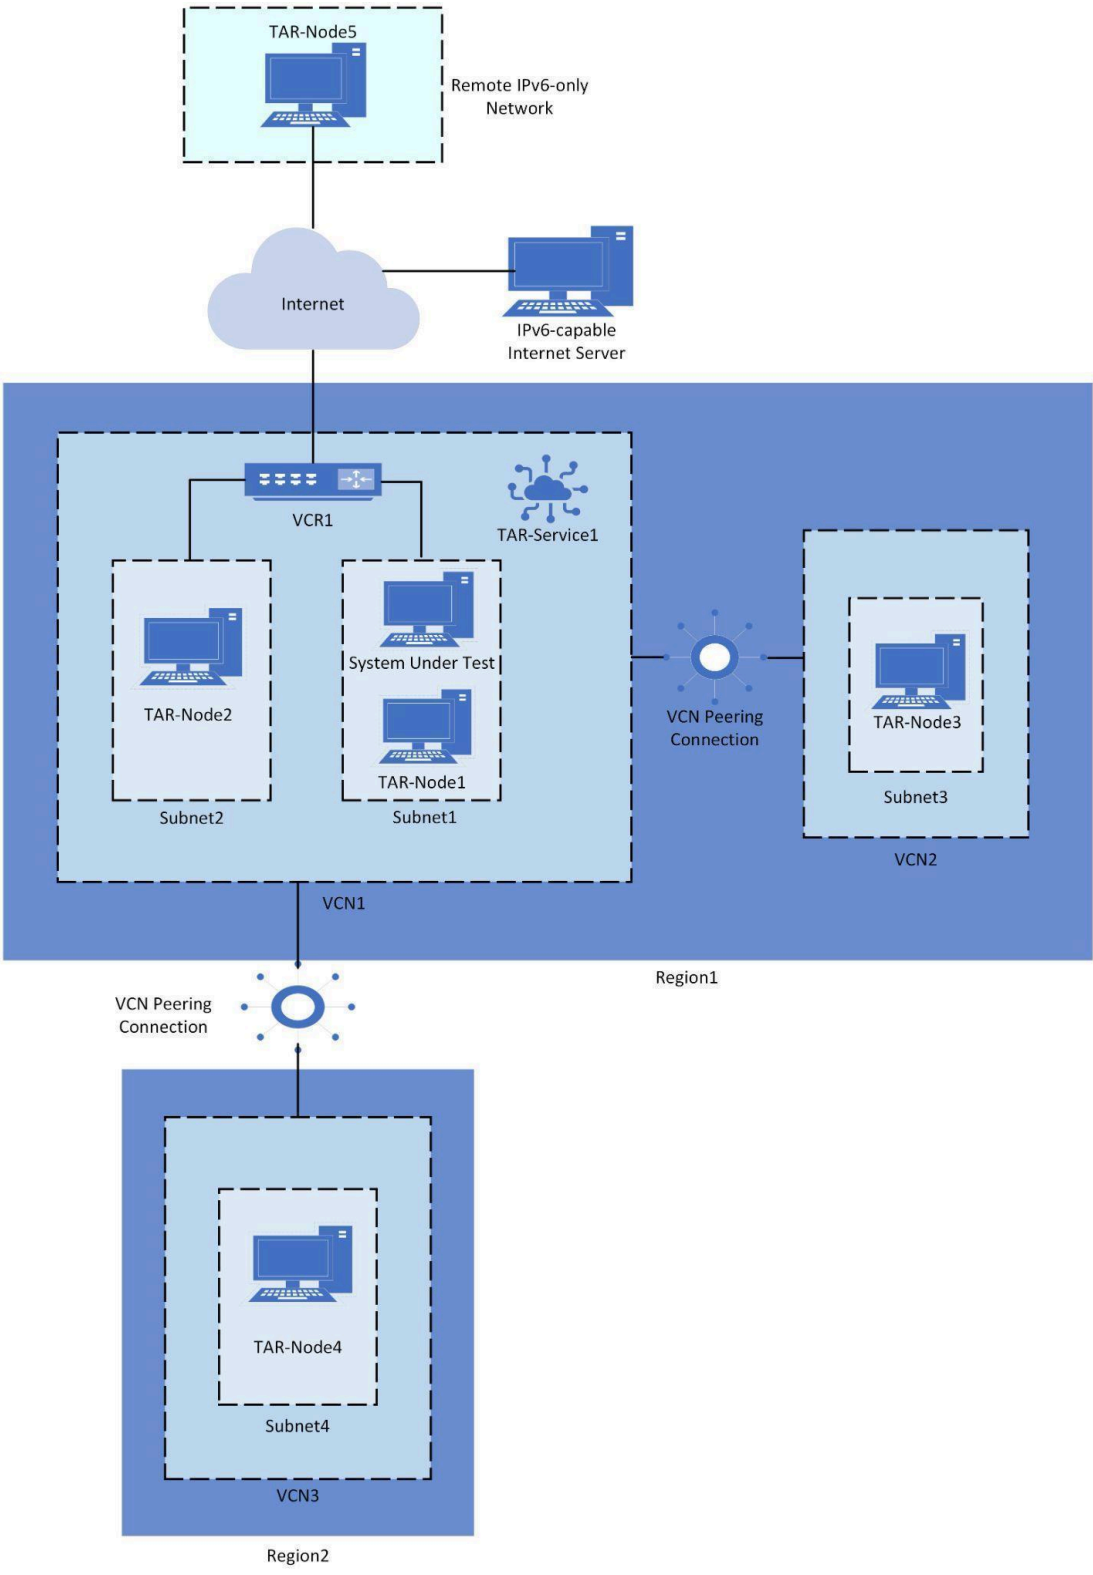 TAR-Node5
Remote IPv6-only
Network
Internet
IPv6-capable
Internet Server
VCR1
TAR-Service1
System Under Test
TAR-Node2
TAR-Node1
Subnet2
Subnet1
VCN Peering
Connection
TAR-Node3
Subnet3
VCN2
VCN1
Region1
VCN Peering
Connection
TAR-Node4
Subnet4
VCN3
Region2